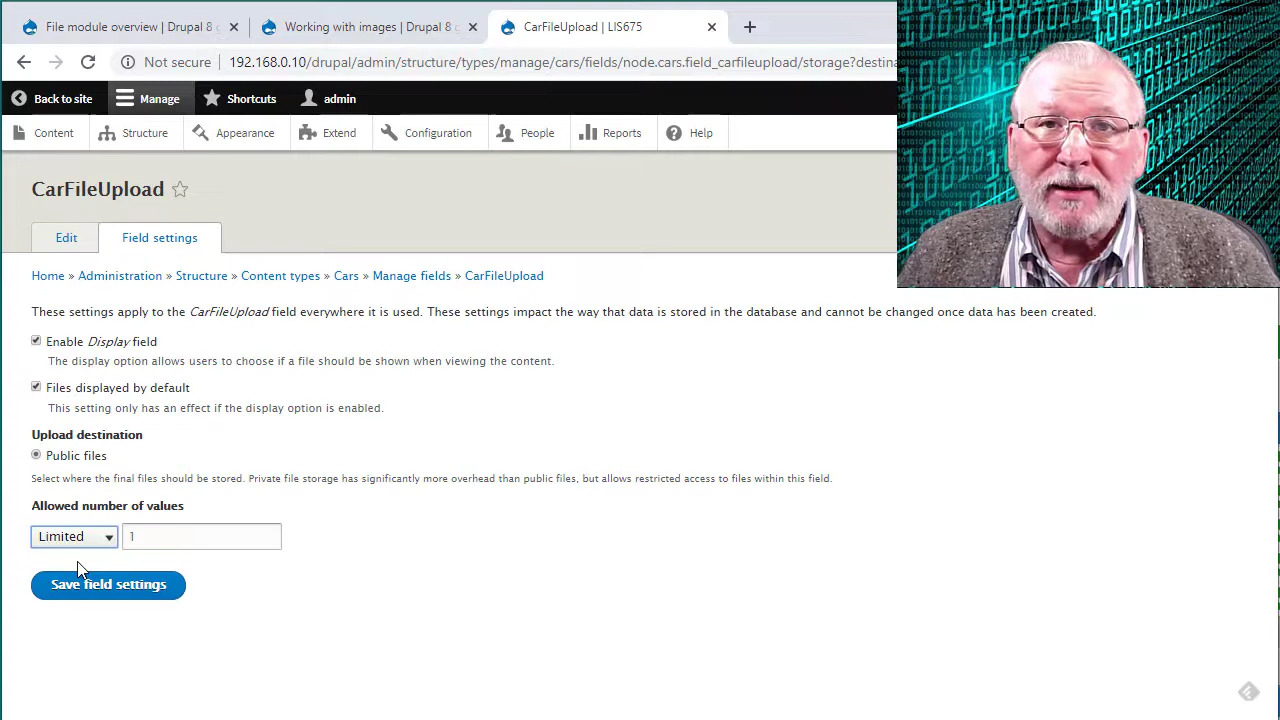 File module overview | Drupal 8 g
Working with images | Drupal 8 g
CarFileUpload | LIS675
Not secure 192.168.0.10/drupal/admin/structure/types/manage/cars/fields/node.cars.field_carfileupload/storage?destina
Back to site Manage Shortcuts admin
Content Structure Appearance Extend Configuration People Reports Help
CarFileUpload
Edit Field settings
Home » Administration » Structure » Content types » Cars » Manage fields » CarFileUpload
These settings apply to the CarFileUpload field everywhere it is used. These settings impact the way that data is stored in the database and cannot be changed once data has been created.
Enable Display field
The display option allows users to choose if a file should be shown when viewing the content.
Files displayed by default
This setting only has an effect if the display option is enabled.
Upload destination
Public files
Select where the final files should be stored. Private file storage has significantly more overhead than public files, but allows restricted access to files within this field.
Allowed number of values
Limited 1
Save field settings